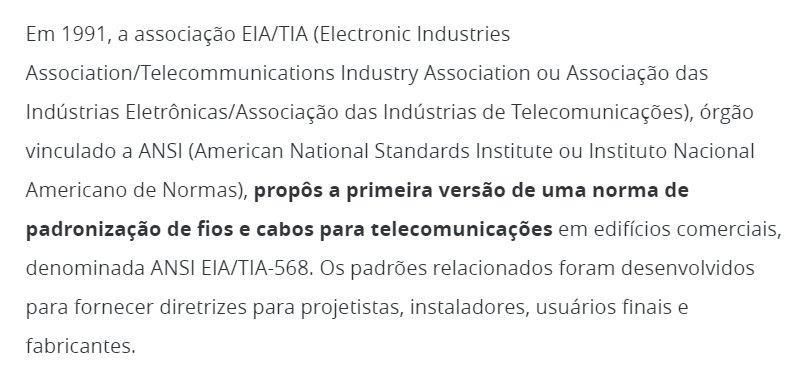 Em 1991, a associação EIA/TIA (Electronic Industries
Association/Telecommunications Industry Association ou Associação das
Indústrias Eletrônicas/Associação das Indústrias de Telecomunicações), órgão
vinculado a ANSI (American National Standards Institute ou Instituto Nacional
Americano de Normas), propôs a primeira versão de uma norma de
padronização de fios e cabos para telecomunicações em edifícios comerciais,
denominada ANSI EIA/TIA-568. Os padrões relacionados foram desenvolvidos
para fornecer diretrizes para projetistas, instaladores, usuários finais e
fabricantes.